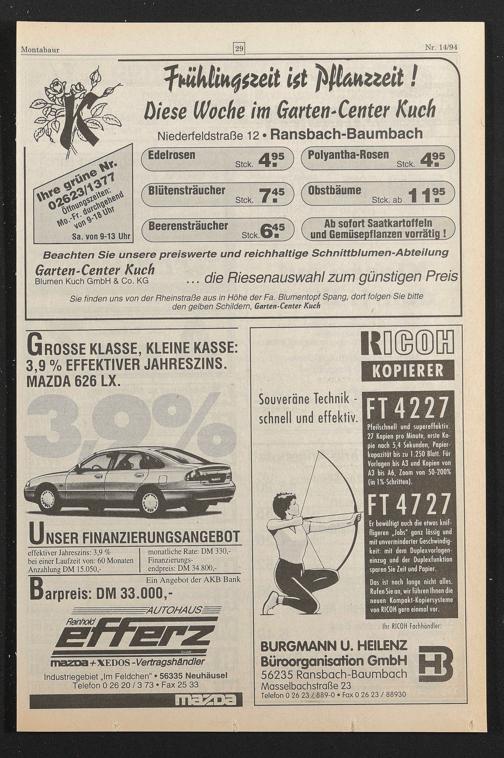 Montabaur
29
Nr. 14/94
Frühlingszeit ist Pflanzzeit !
Diese Woche im Garten-Center Kuch
Niederfeldstraße 12 • Ransbach-Baumbach
K
Ihre grüne Nr.
02623/1377
Öffnungszeiten:
Mo.-Fr. durchgehend
von 9-18 Uhr
Sa. von 9-13 Uhr
Edelrosen
Stck. 4.95
Polyantha-Rosen
Stck. 4.95
Blütensträucher
Stck. 7.45
Obstbäume
Stck. ab 11.95
Beerensträucher
Stck. 6.45
Ab sofort Saatkartoffeln
und Gemüsepflanzen vorrätig !
Beachten Sie unsere preiswerte und reichhaltige Schnittblumen-Abteilung
Garten-Center Kuch
Blumen Kuch GmbH & Co. KG
... die Riesenauswahl zum günstigen Preis
Sie finden uns von der Rheinstraße aus in Höhe der Fa. Blumentopf Spang, dort folgen Sie bitte
den gelben Schildern, Garten-Center Kuch
GROSSE KLASSE, KLEINE KASSE:
3,9 % EFFEKTIVER JAHRESZINS.
MAZDA 626 LX.
3,9%
UNSER FINANZIERUNGSANGEBOT
effektiver Jahreszins: 3,9 %
bei einer Laufzeit von: 60 Monaten
Anzahlung DM 15.050,-
monatliche Rate: DM 330,-
Finanzierungs-
endpreis: DM 34.800,-
Ein Angebot der AKB Bank
Barpreis: DM 33.000,-
AUTOHAUS
Reinhold
efferz
mazda + XEDOS -Vertragshändler
Industriegebiet „Im Feldchen" • 56335 Neuhäusel
Telefon 0 26 20 / 3 73 • Fax 25 33
mazda
RICOH
KOPIERER
Souveräne Technik -
schnell und effektiv.
FT 4227
Pfeilschnell und supereffektiv.
27 Kopien pro Minute, erste Ko-
pie nach 5,4 Sekunden, Papier-
kapazität bis zu 1.250 Blatt. Für
Vorlagen bis A3 und Kopien von
A3 bis A6, Zoom von 50-200%
(in 1%-Schritten).
FT 4727
Er bewältigt auch die etwas knif-
fligeren „Jobs" ganz lässig und
mit unverminderter Geschwindig-
keit: mit dem Duplexvorlagen-
einzug und der Duplexfunktion
sparen Sie Zeit und Papier.
Das ist noch lange nicht alles.
Rufen Sie an, wir führen Ihnen die
neuen Kompakt-Kopiersysteme
von RICOH gern einmal vor.
Ihr RICOH Fachhändler:
BURGMANN U. HEILENZ
Büroorganisation GmbH
56235 Ransbach-Baumbach
Masselbachstraße 23
Telefon 0 26 23 / 889-0 • Fax 0 26 23 / 88930
HB